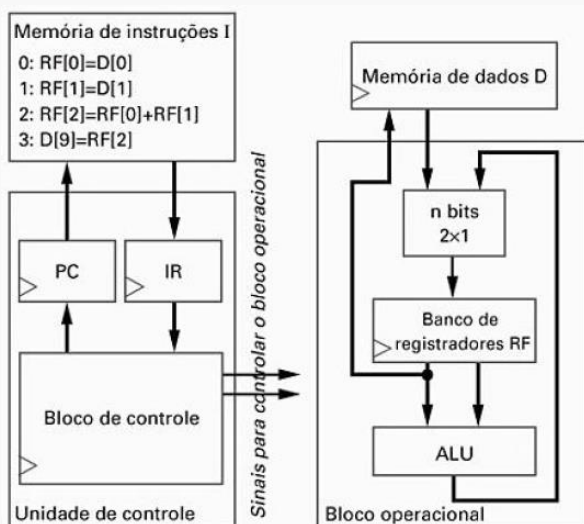 Memória de instruções I
0: RF[0]=D[0]
1: RF[1]=D[1]
2: RF[2]=RF[0]+RF[1]
3: D[9]=RF[2]
PC
IR
Bloco de controle
Unidade de controle
Sinais para controlar o bloco operacional
Memória de dados D
n bits
2×1
Banco de
registradores RF
ALU
Bloco operacional